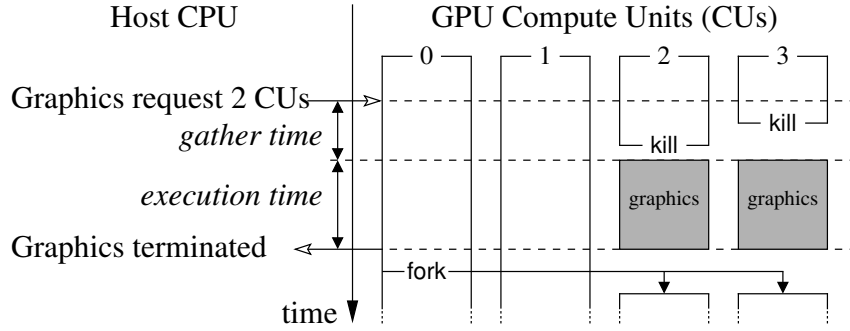 Host CPU
GPU Compute Units (CUs)
0
1
2
3
Graphics request 2 CUs
gather time
kill
kill
execution time
graphics
graphics
Graphics terminated
fork
time